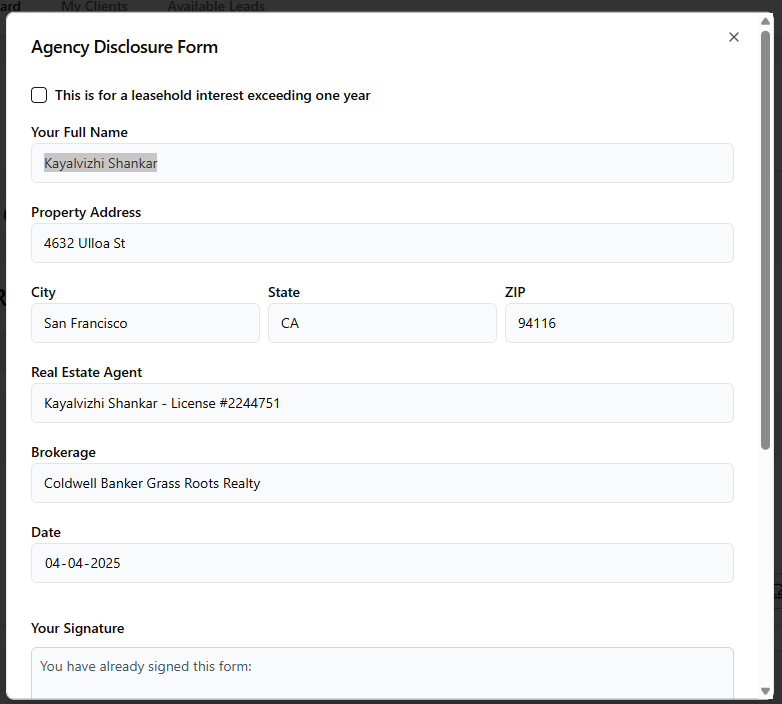 My Clients
Available Leads
Agency Disclosure Form
This is for a leasehold interest exceeding one year
Your Full Name
Kayalvizhi Shankar
Property Address
4632 Ulloa St
City
State
ZIP
San Francisco
CA
94116
Real Estate Agent
Kayalvizhi Shankar - License #2244751
Brokerage
Coldwell Banker Grass Roots Realty
Date
04-04-2025
Your Signature
You have already signed this form: